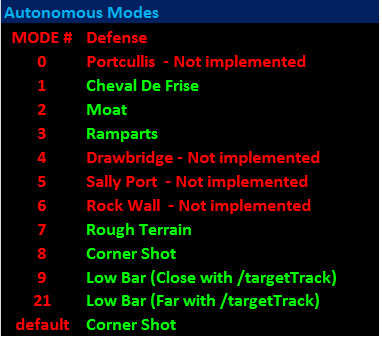 Autonomous Modes
MODE # Defense
0 Portcullis - Not implemented
1 Cheval De Frise
2 Moat
3 Ramparts
4 Drawbridge - Not implemented
5 Sally Port - Not implemented
6 Rock Wall - Not implemented
7 Rough Terrain
8 Corner Shot
9 Low Bar (Close with /targetTrack)
21 Low Bar (Far with /targetTrack)
default Corner Shot